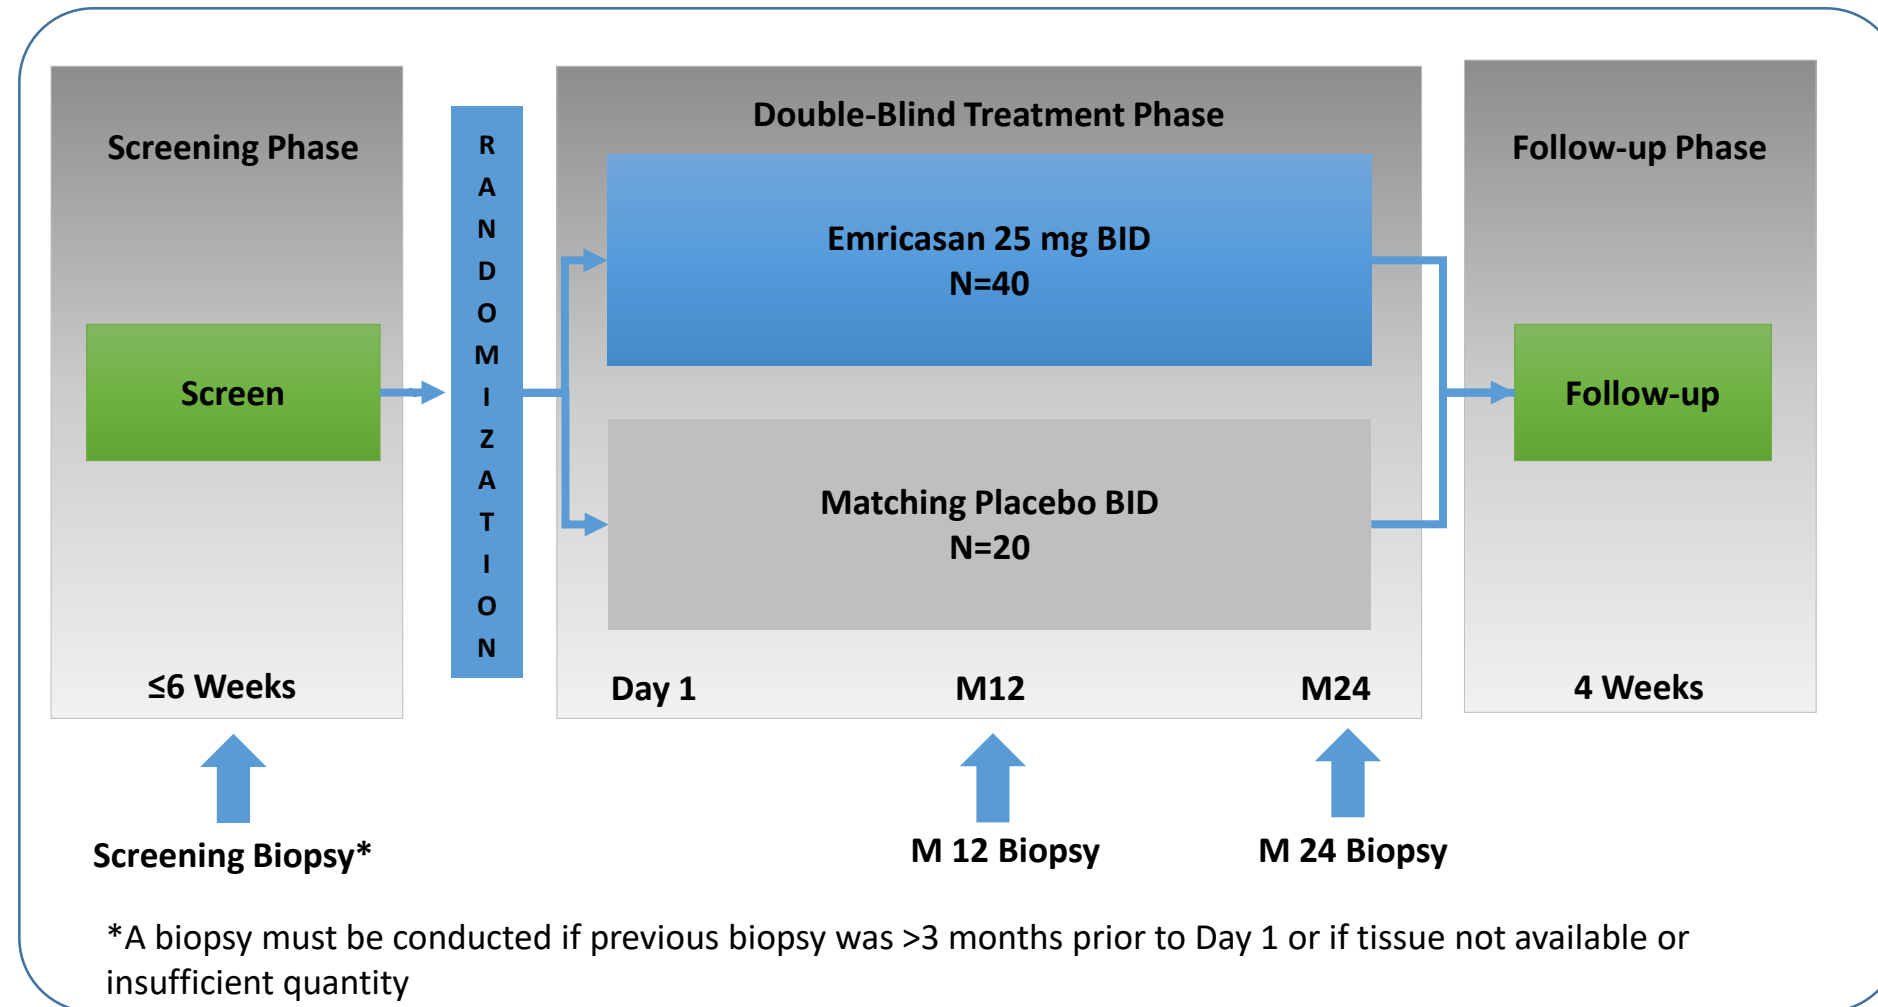 Screening Phase
Screen
≤6 Weeks
RANDOMIZATION
Double-Blind Treatment Phase
Emricasan 25 mg BID
N=40
Matching Placebo BID
N=20
Day 1
M12
M24
Follow-up Phase
Follow-up
4 Weeks
Screening Biopsy*
M 12 Biopsy
M 24 Biopsy
*A biopsy must be conducted if previous biopsy was >3 months prior to Day 1 or if tissue not available or
insufficient quantity